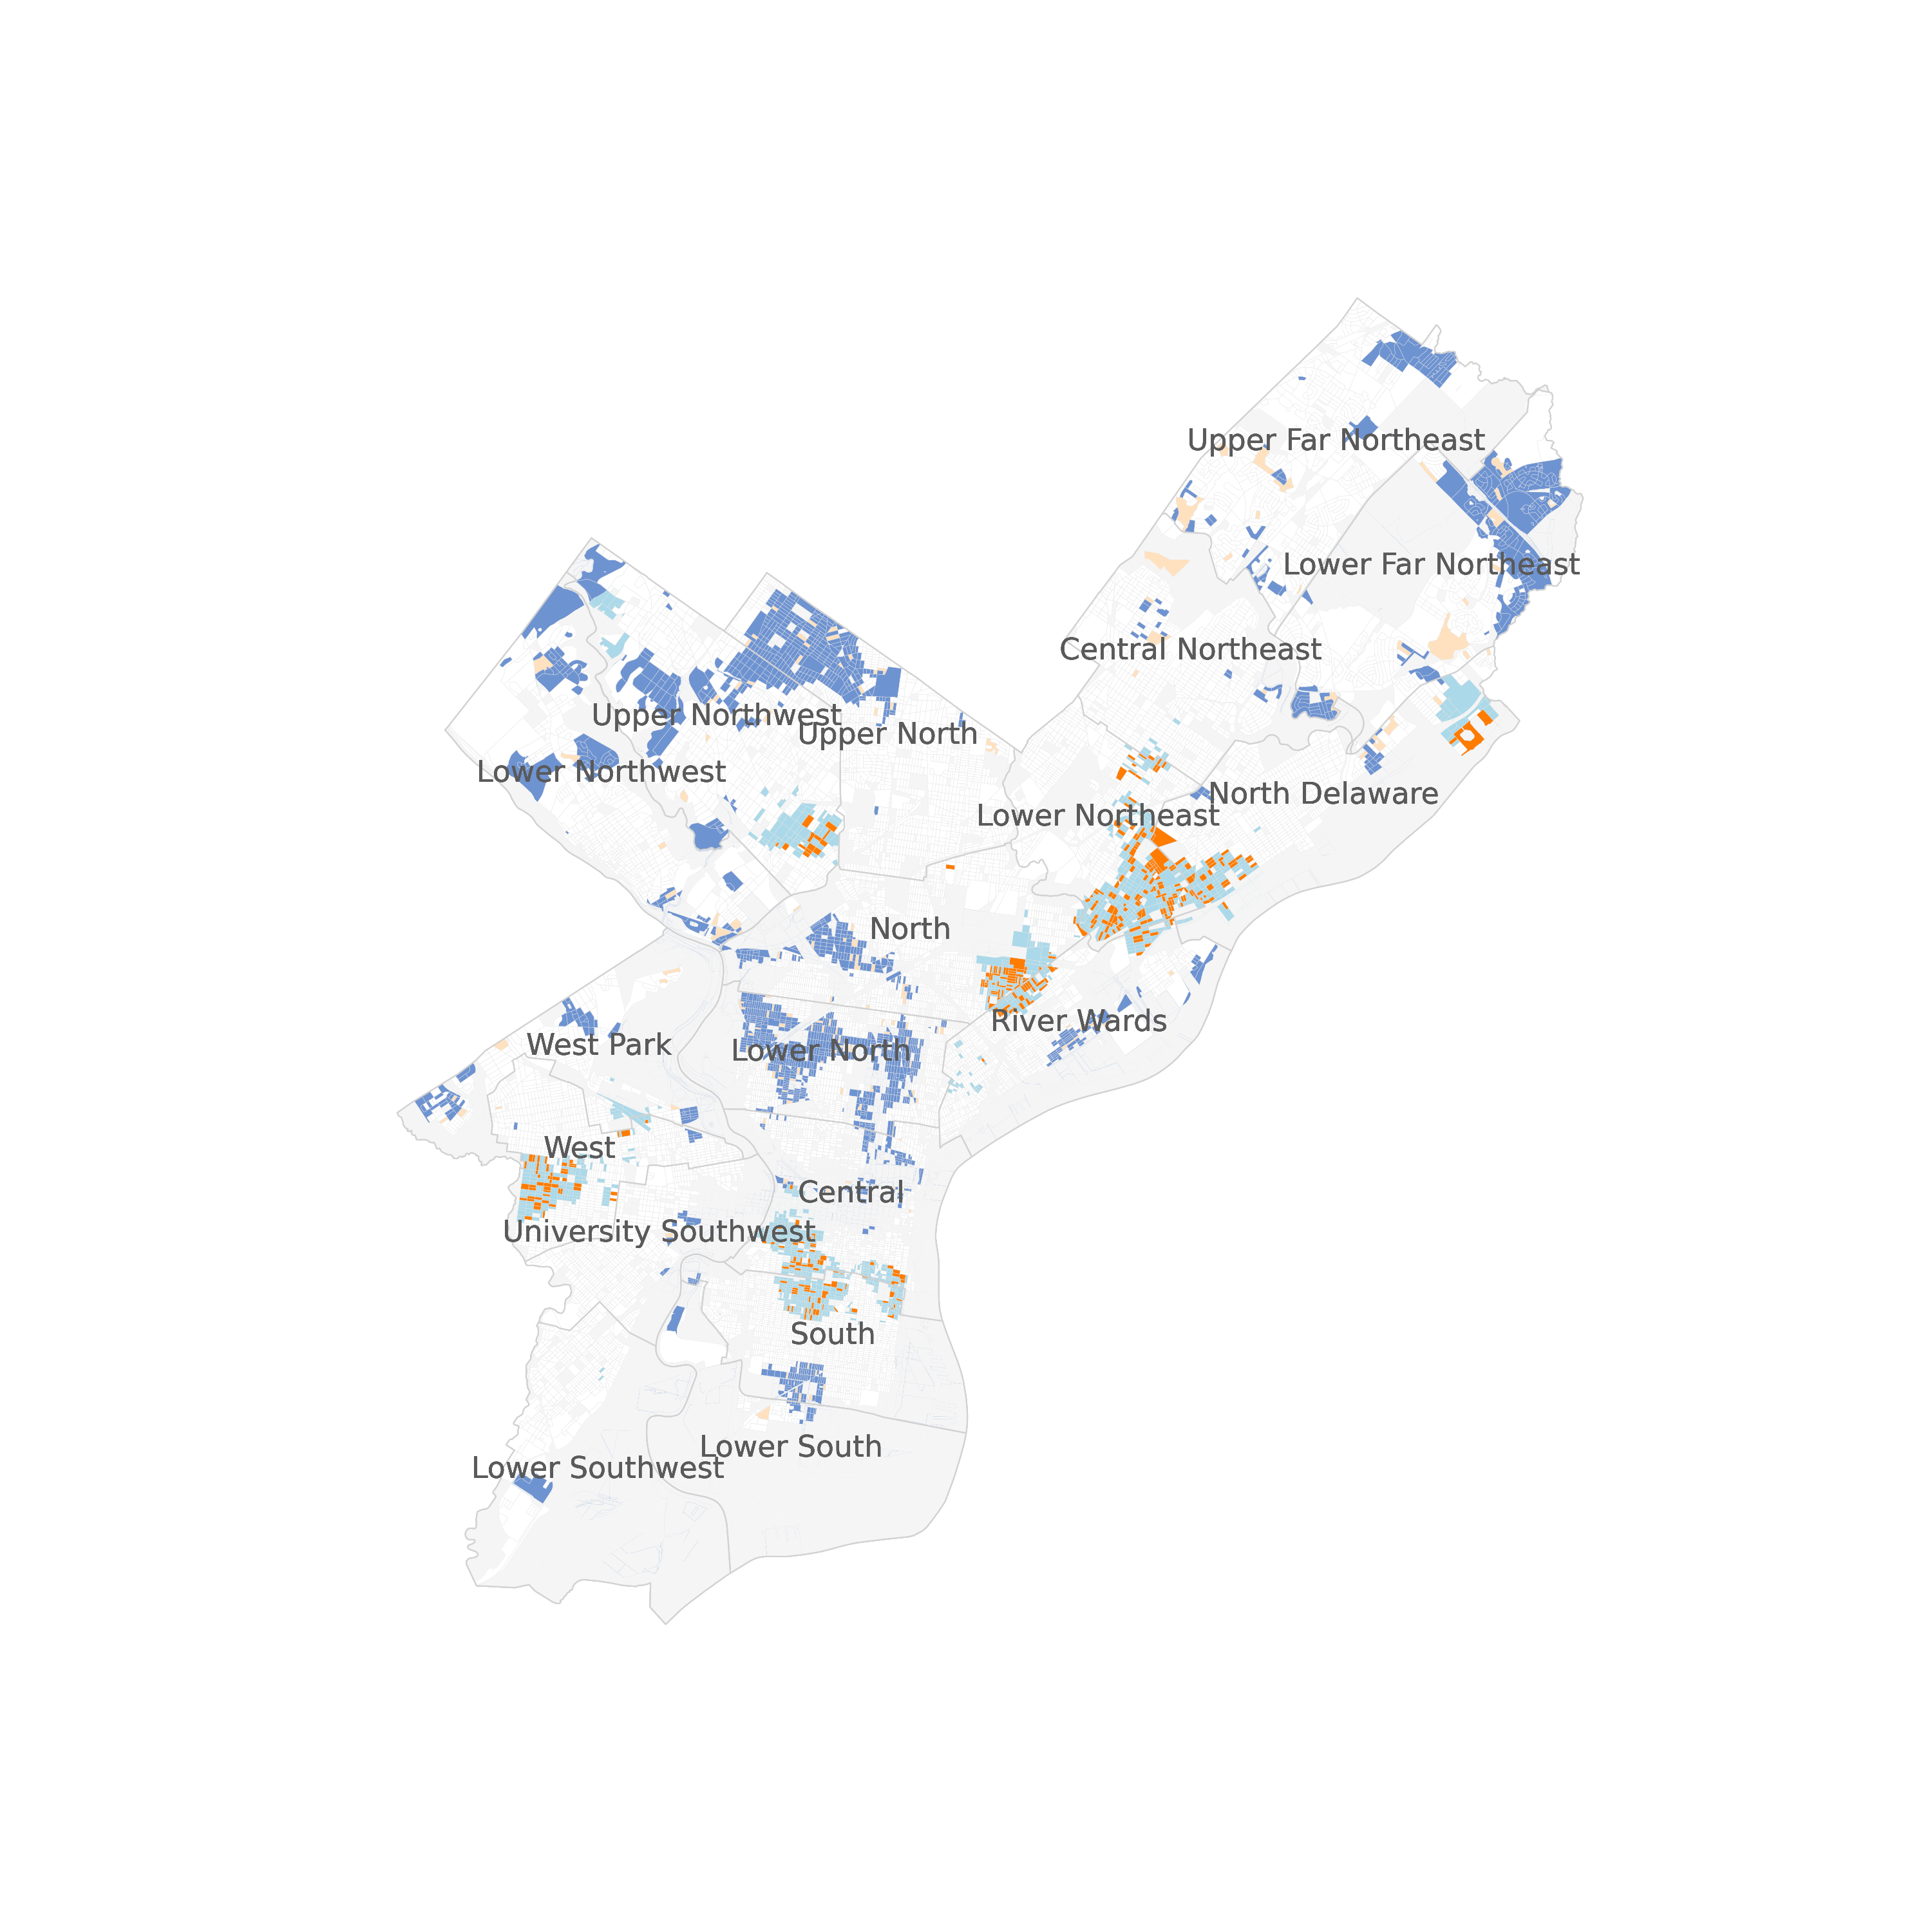 Upper Far Northeast
Lower Far Northeast
Central Northeast
Upper Northwest
Upper North
Lower Northwest
North Delaware
Lower Northeast
North
River Wards
West Park
Lower North
West
Central
University Southwest
South
Lower South
Lower Southwest